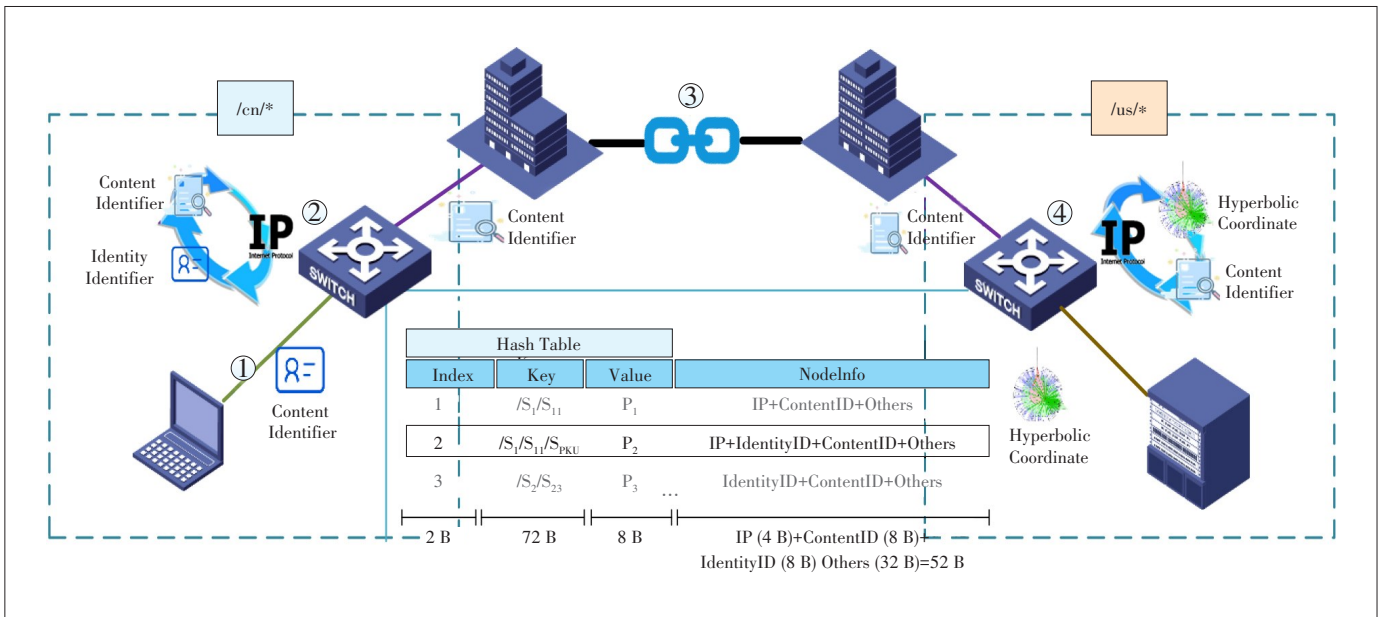 /cn/*
③
/us/*
Content
Identifier
②
IP
Internet Protocol
Identity
Identifier
SWITCH
Content
Identifier
Content
Identifier
④
SWITCH
IP
Internet Protocol
Hyperbolic
Coordinate
Content
Identifier
①
Content
Identifier
Hash Table
Index Key Value NodeInfo
1 /S₁/S₁₁ P₁ IP+ContentID+Others
2 /S₁/S₁₁/S_PKU P₂ IP+IdentityID+ContentID+Others
3 /S₂/S₂₃ P₃ ... IdentityID+ContentID+Others
2 B 72 B 8 B IP (4 B)+ContentID (8 B)+
IdentityID (8 B) Others (32 B)=52 B
Hyperbolic
Coordinate